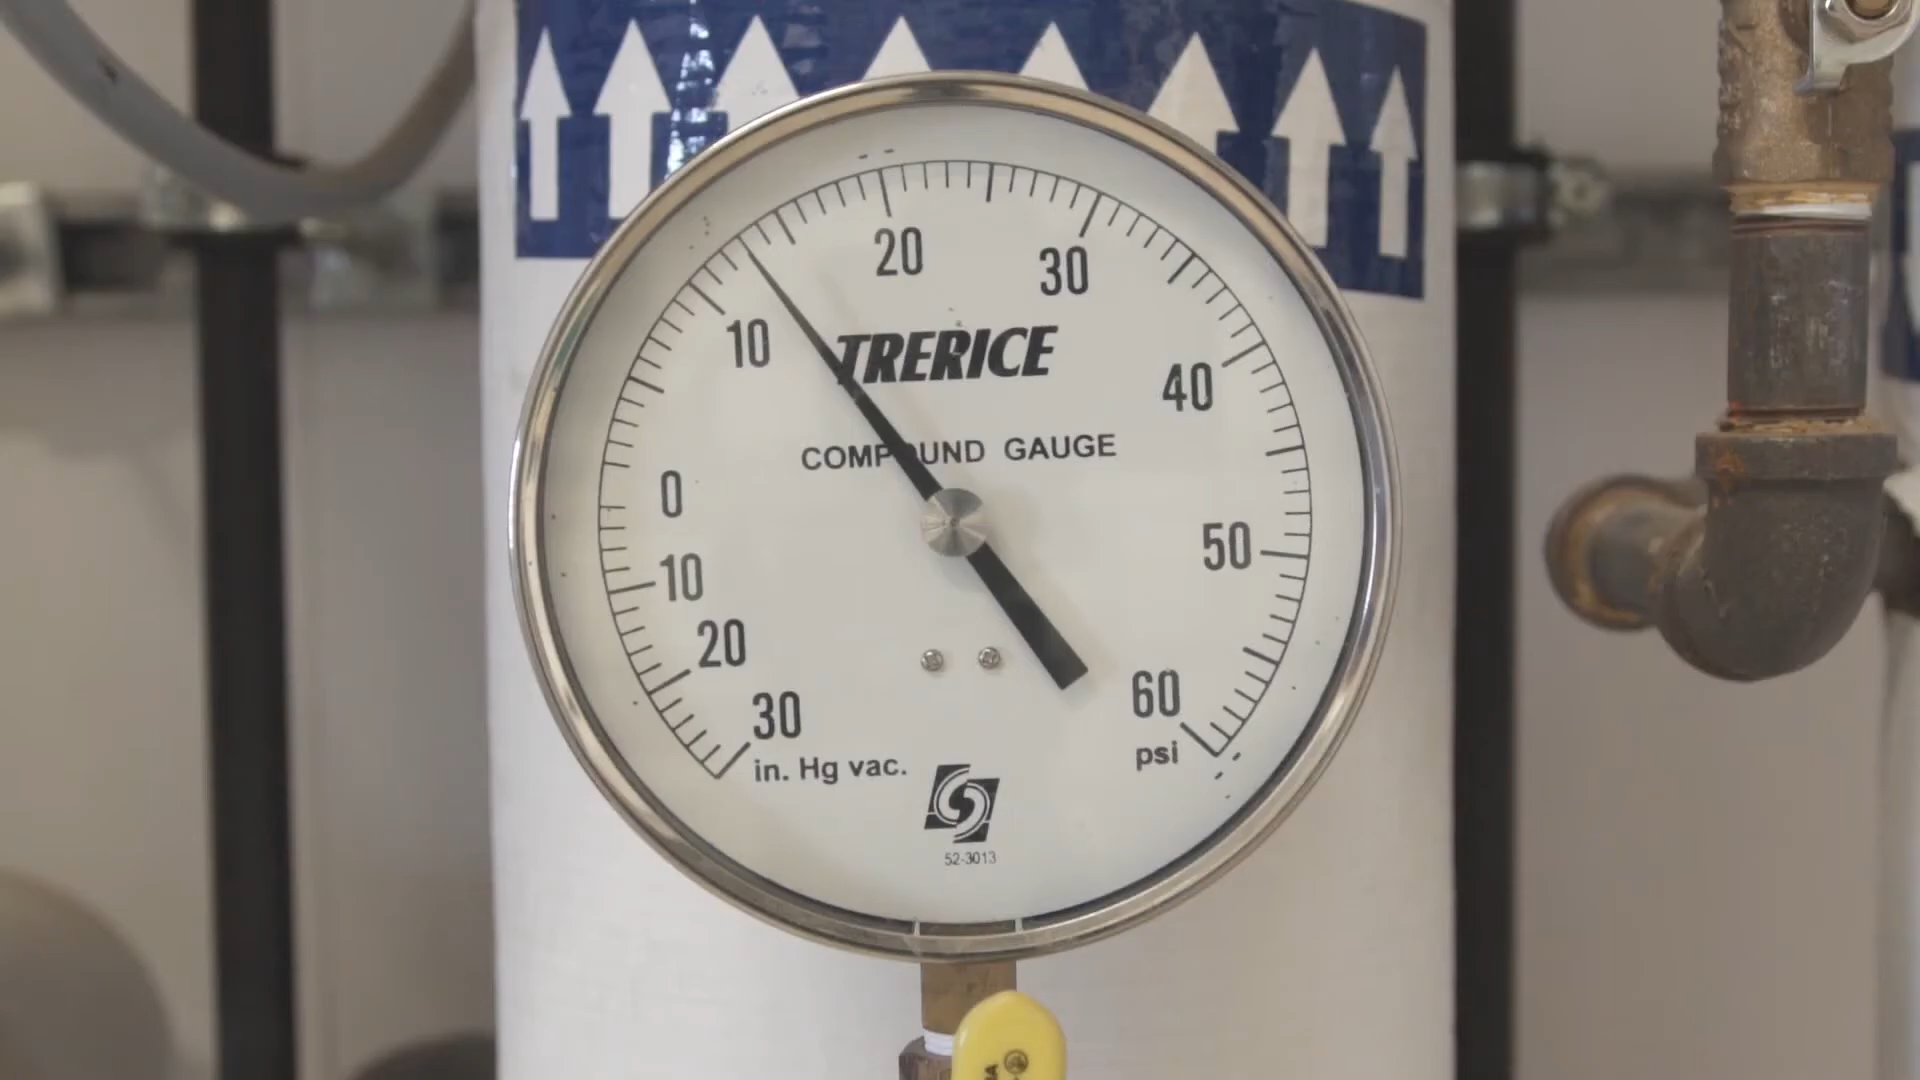 20
30
10
TRERICE
40
COMPOUND GAUGE
0
50
10
20
60
30
psi
in. Hg vac.
52-3013